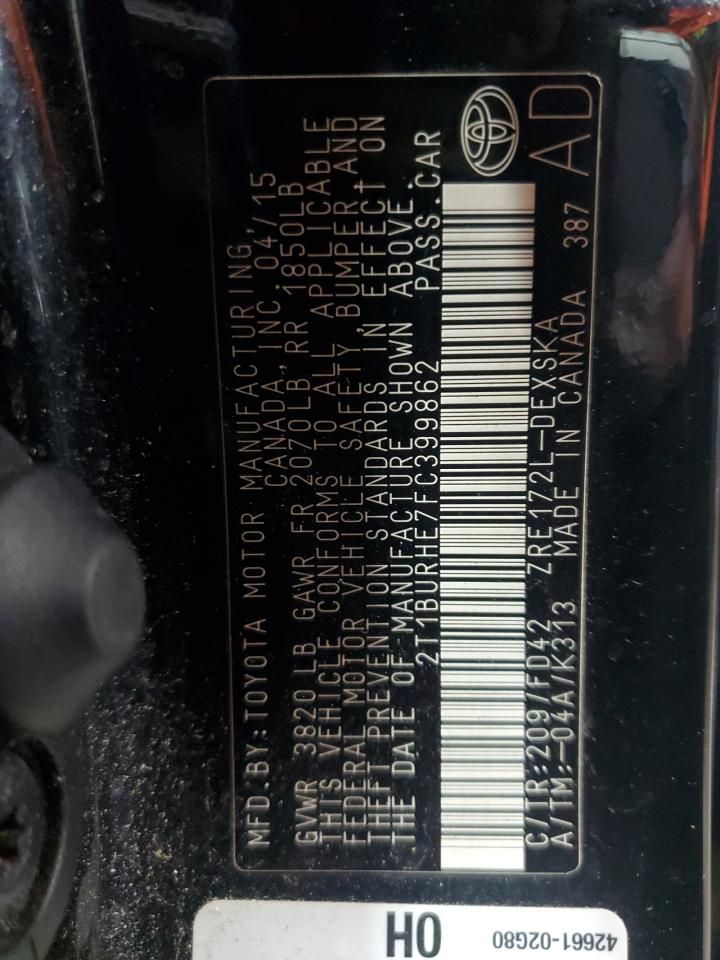 MFD.BY:TOYOTA MOTOR MANUFACTURING,
CANADA, INC. 04/15
GVWR 3820 LB GAWR FR 2070LB RR 1850LB
THIS VEHICLE CONFORMS TO ALL APPLICABLE
FEDERAL MOTOR VEHICLE SAFETY, BUMPER, AND
THEFT PREVENTION STANDARDS IN EFFECT ON
THE DATE OF MANUFACTURE SHOWN ABOVE.
2T1BURHE7FC399862 PASS.CAR
C/TR:209/FD42 ZRE172L-DEXSKA
A/TM:-04A/K313 MADE IN CANADA 387
AD
OH
42661-02G80